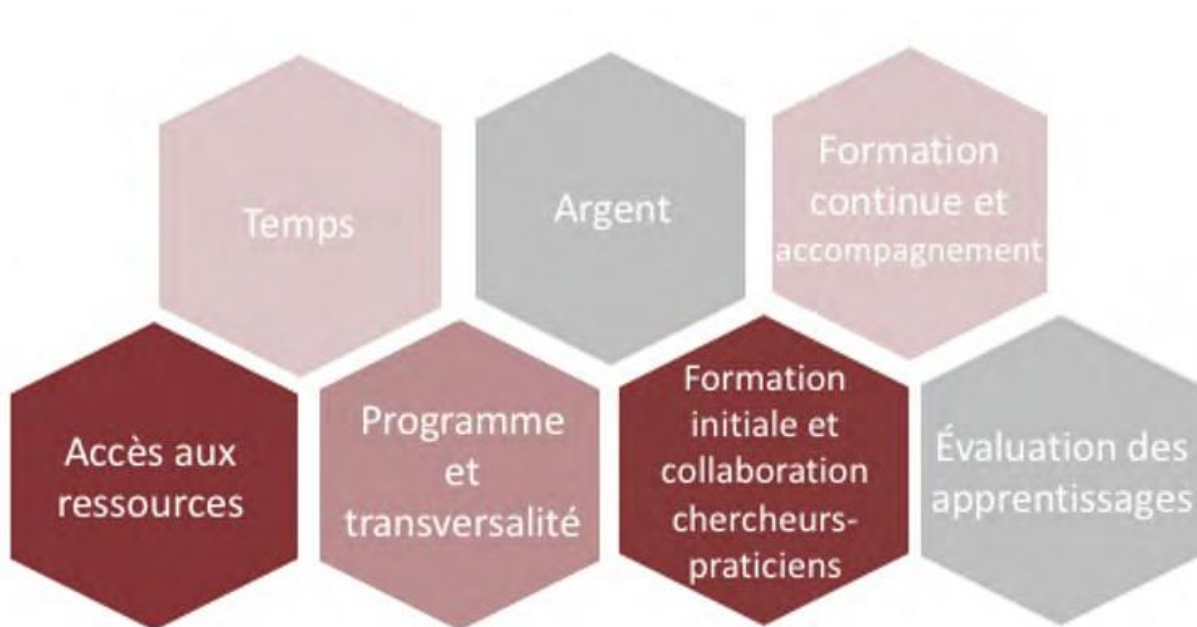 Temps
Argent
Formation
continue et
accompagnement
Accès aux
ressources
Programme
et
transversalité
Formation
initiale et
collaboration
chercheurs-
praticiens
Évaluation des
apprentissages